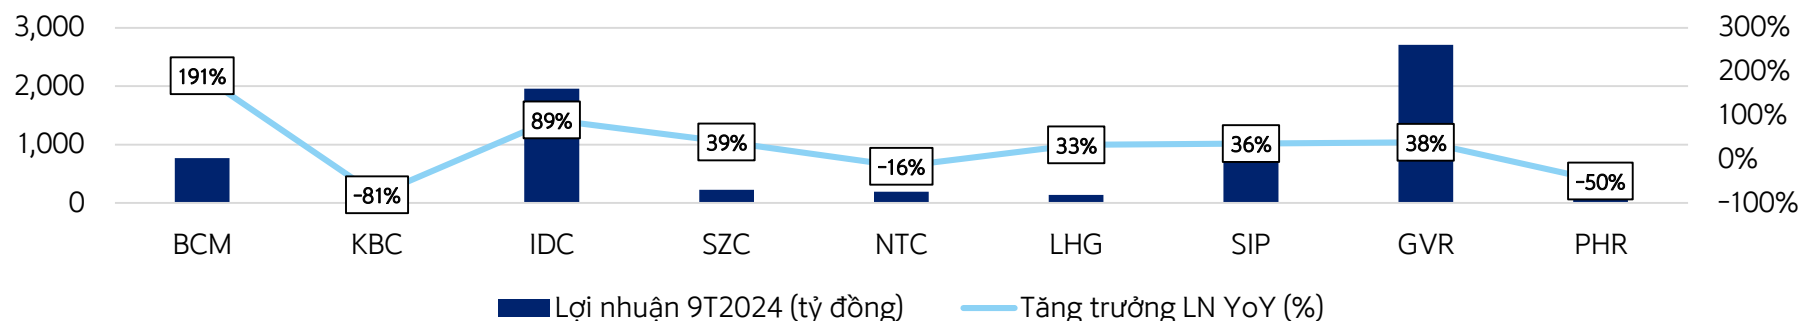 3,000 300%
191% 200%
2,000
89% 100%
1,000 39% 33% 36% 38%
-16% 0%
-81% -50%
0 -100%
BCM KBC IDC SZC NTC LHG SIP GVR PHR
Lợi nhuận 9T2024 (tỷ đồng) Tăng trưởng LN YoY (%)